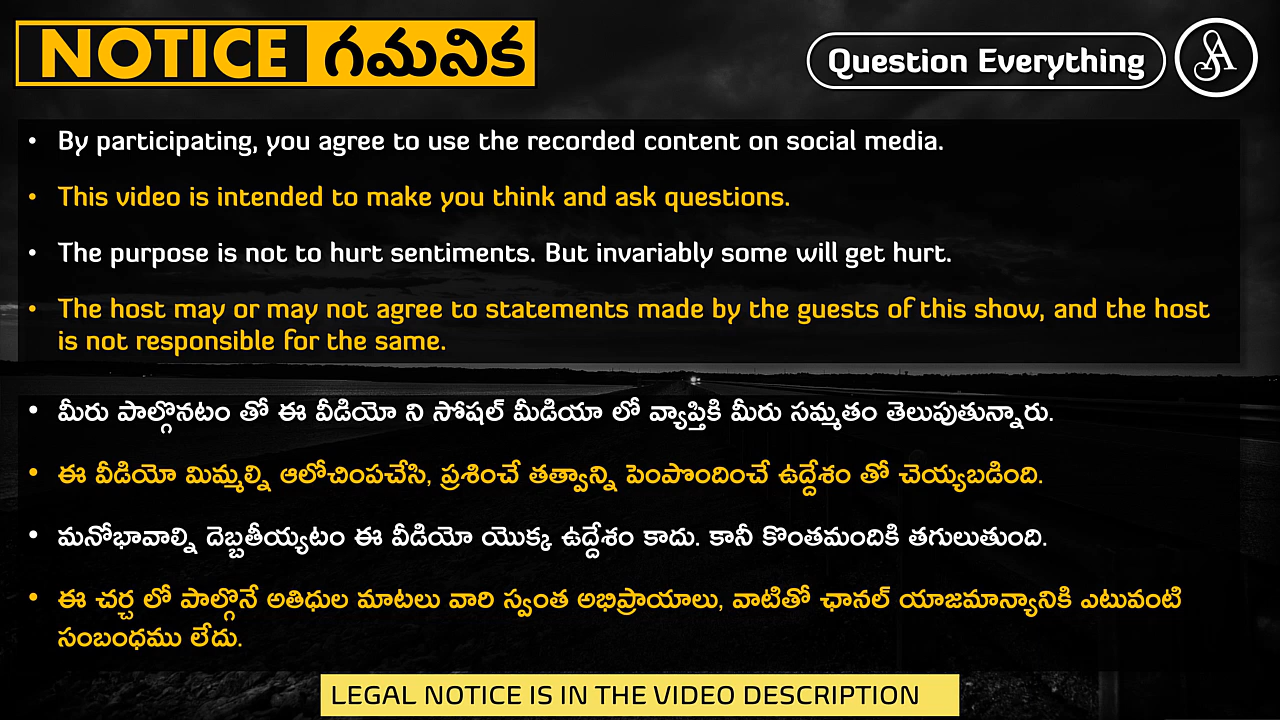 NOTICE గమనిక
Question Everything
• By participating, you agree to use the recorded content on social media.
• This video is intended to make you think and ask questions.
• The purpose is not to hurt sentiments. But invariably some will get hurt.
• The host may or may not agree to statements made by the guests of this show, and the host
is not responsible for the same.
• మీరు పాల్గొనటం తో ఈ వీడియో ని సోషల్ మీడియా లో వ్యాప్తికి మీరు సమ్మతం తెలుపుతున్నారు.
• ఈ వీడియో మిమ్మల్ని ఆలోచింపచేసి, ప్రశించే తత్వాన్ని పెంపొందించే ఉద్దేశం తో చెయ్యబడింది.
• మనోభావాల్ని దెబ్బతీయ్యటం ఈ వీడియో యొక్క ఉద్దేశం కాదు. కానీ కొంతమందికి తగులుతుంది.
• ఈ చర్చ లో పాల్గొనే అతిధుల మాటలు వారి స్వంత అభిప్రాయాలు, వాటితో ఛానల్ యాజమాన్యానికి ఎటువంటి
సంబంధము లేదు.
LEGAL NOTICE IS IN THE VIDEO DESCRIPTION